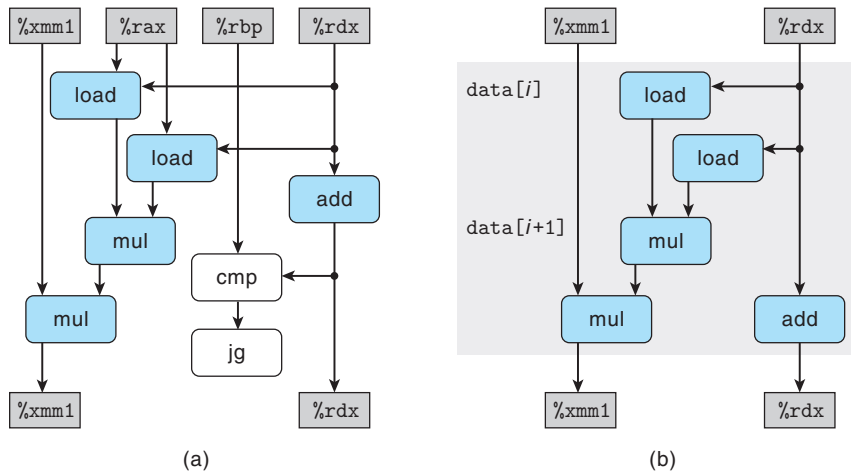 %xmm1 %rax %rbp %rdx
load
load
add
mul
cmp
mul
jg
%xmm1 %rdx
(a)
%xmm1 %rdx
data[i]
load
load
data[i+1]
mul
mul add
%xmm1 %rdx
(b)